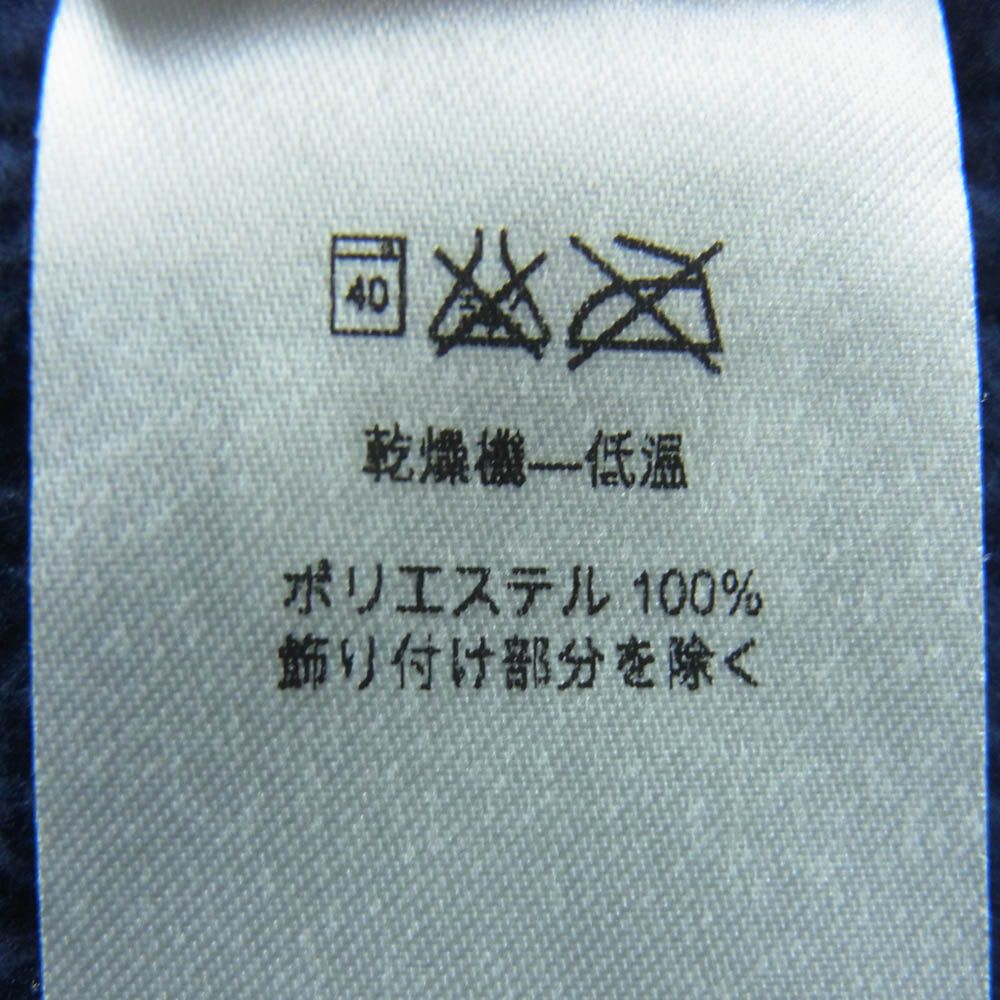 40
乾燥機—低温
ポリエステル 100%
飾り付け部分を除く